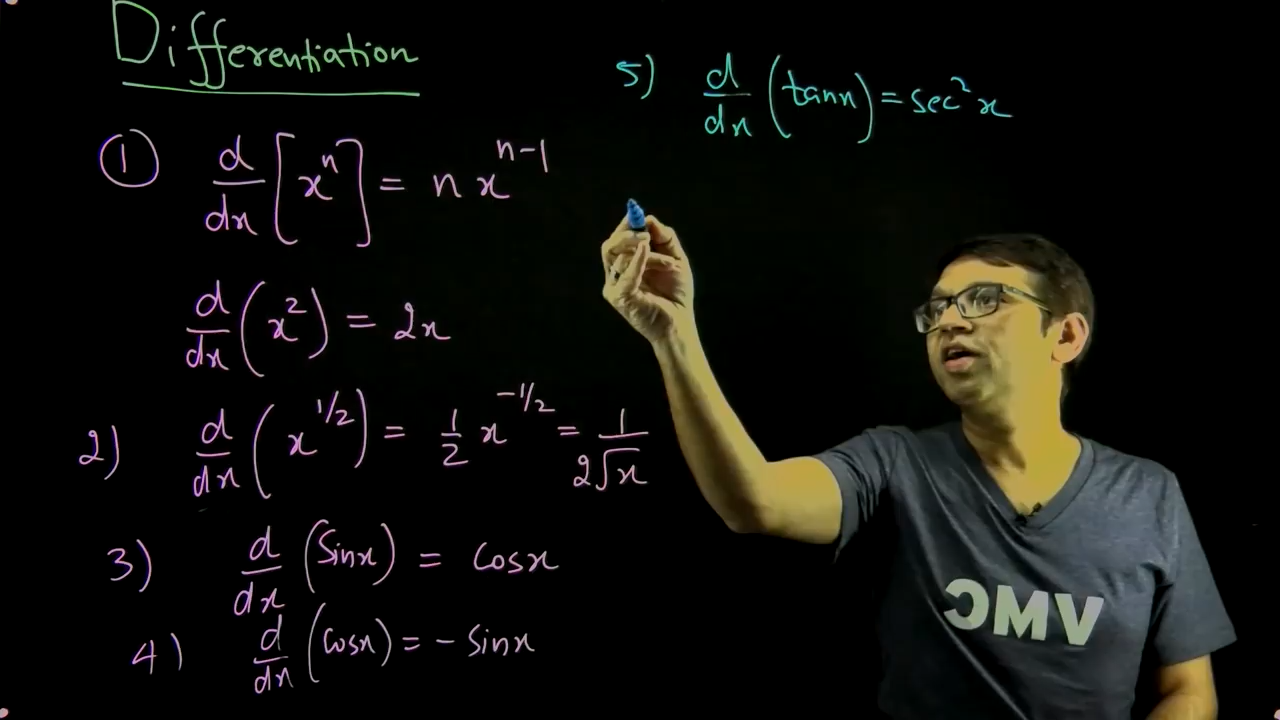 Differentiation
① d/dx [xⁿ] = n xⁿ⁻¹
d/dx (x²) = 2x
2) d/dx (x^1/2) = 1/2 x^-1/2 = 1/2√x
3) d/dx (Sinx) = Cosx
4) d/dx (Cosx) = - Sinx
5) d/dx (tanx) = Sec²x
VMC